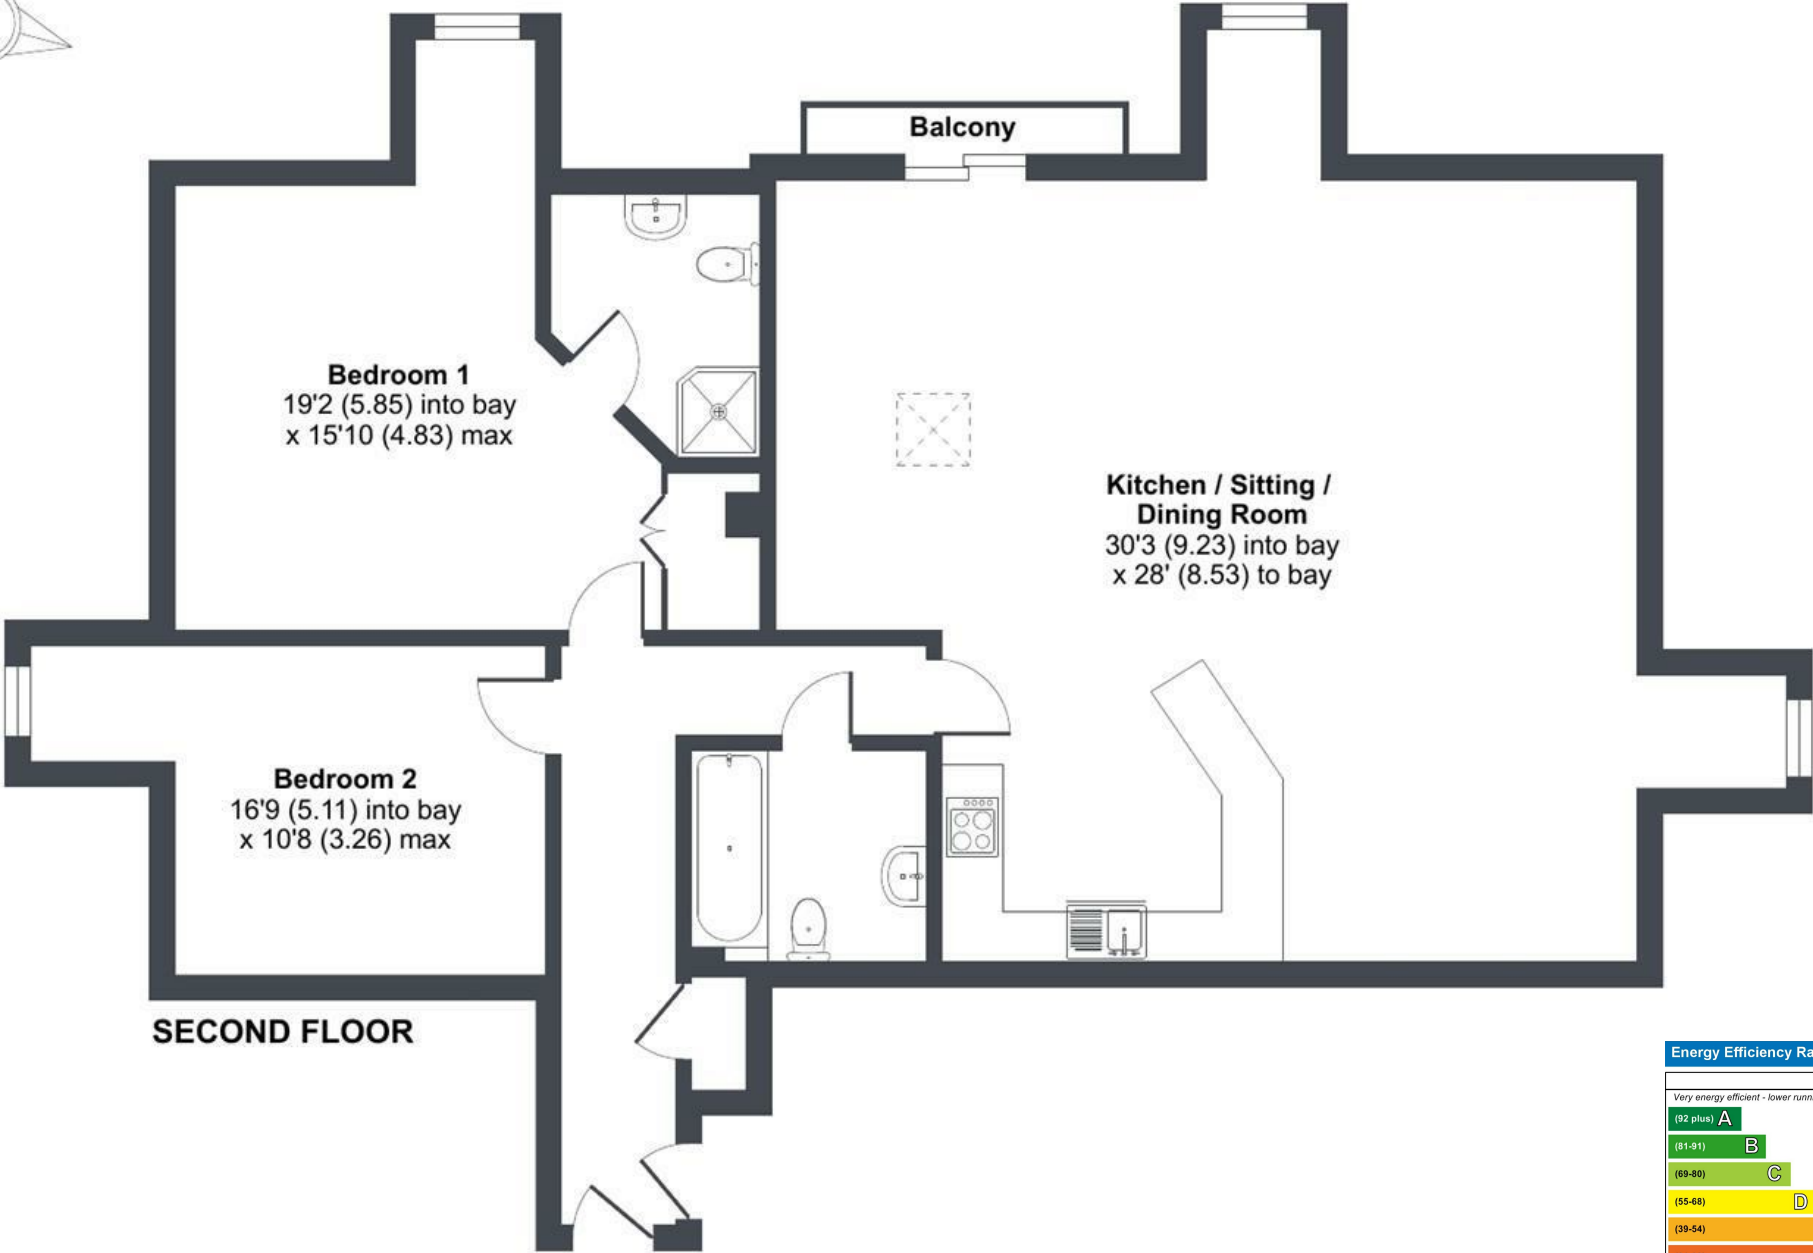 Balcony
Bedroom 1
19'2 (5.85) into bay
x 15'10 (4.83) max
Kitchen / Sitting /
Dining Room
30'3 (9.23) into bay
x 28' (8.53) to bay
Bedroom 2
16'9 (5.11) into bay
x 10'8 (3.26) max
SECOND FLOOR
Energy Efficiency Ra
Very energy efficient - lower runn
(92 plus) A
(81-91) B
(69-80) C
(55-68) D
(39-54)